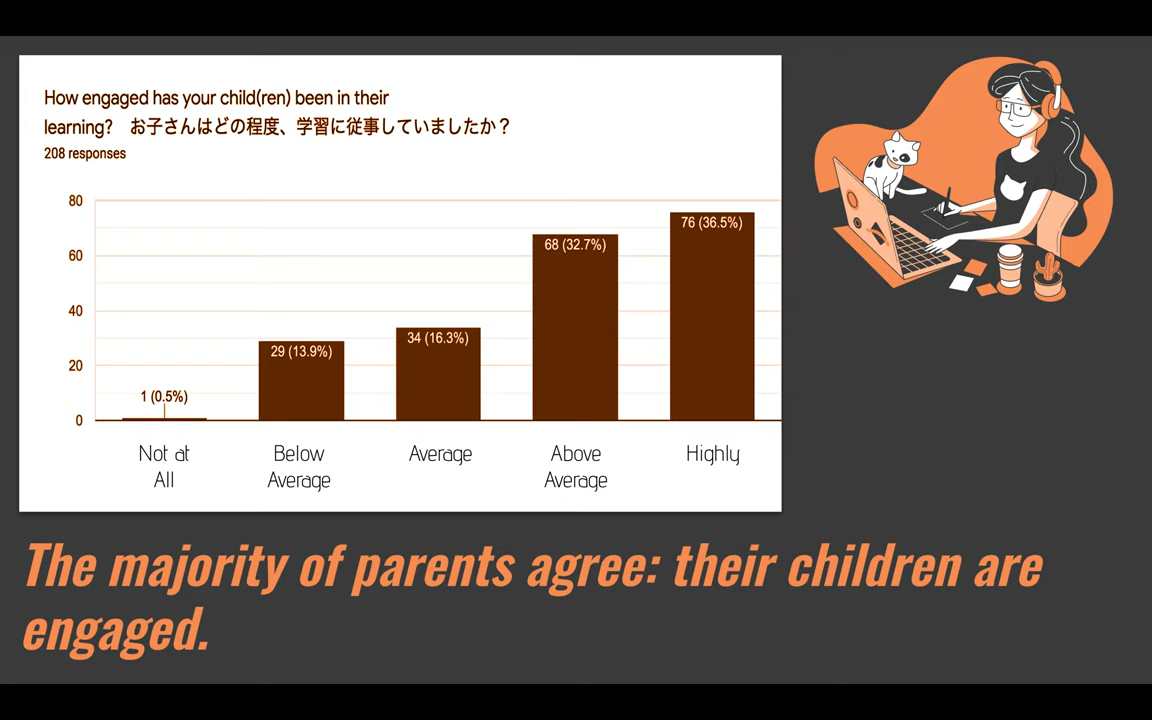 How engaged has your child(ren) been in their
learning? お子さんはどの程度、学習に従事していましたか？
208 responses
80
60
40
20
0
1 (0.5%)
29 (13.9%)
34 (16.3%)
68 (32.7%)
76 (36.5%)
Not at
All
Below
Average
Average
Above
Average
Highly
The majority of parents agree: their children are
engaged.